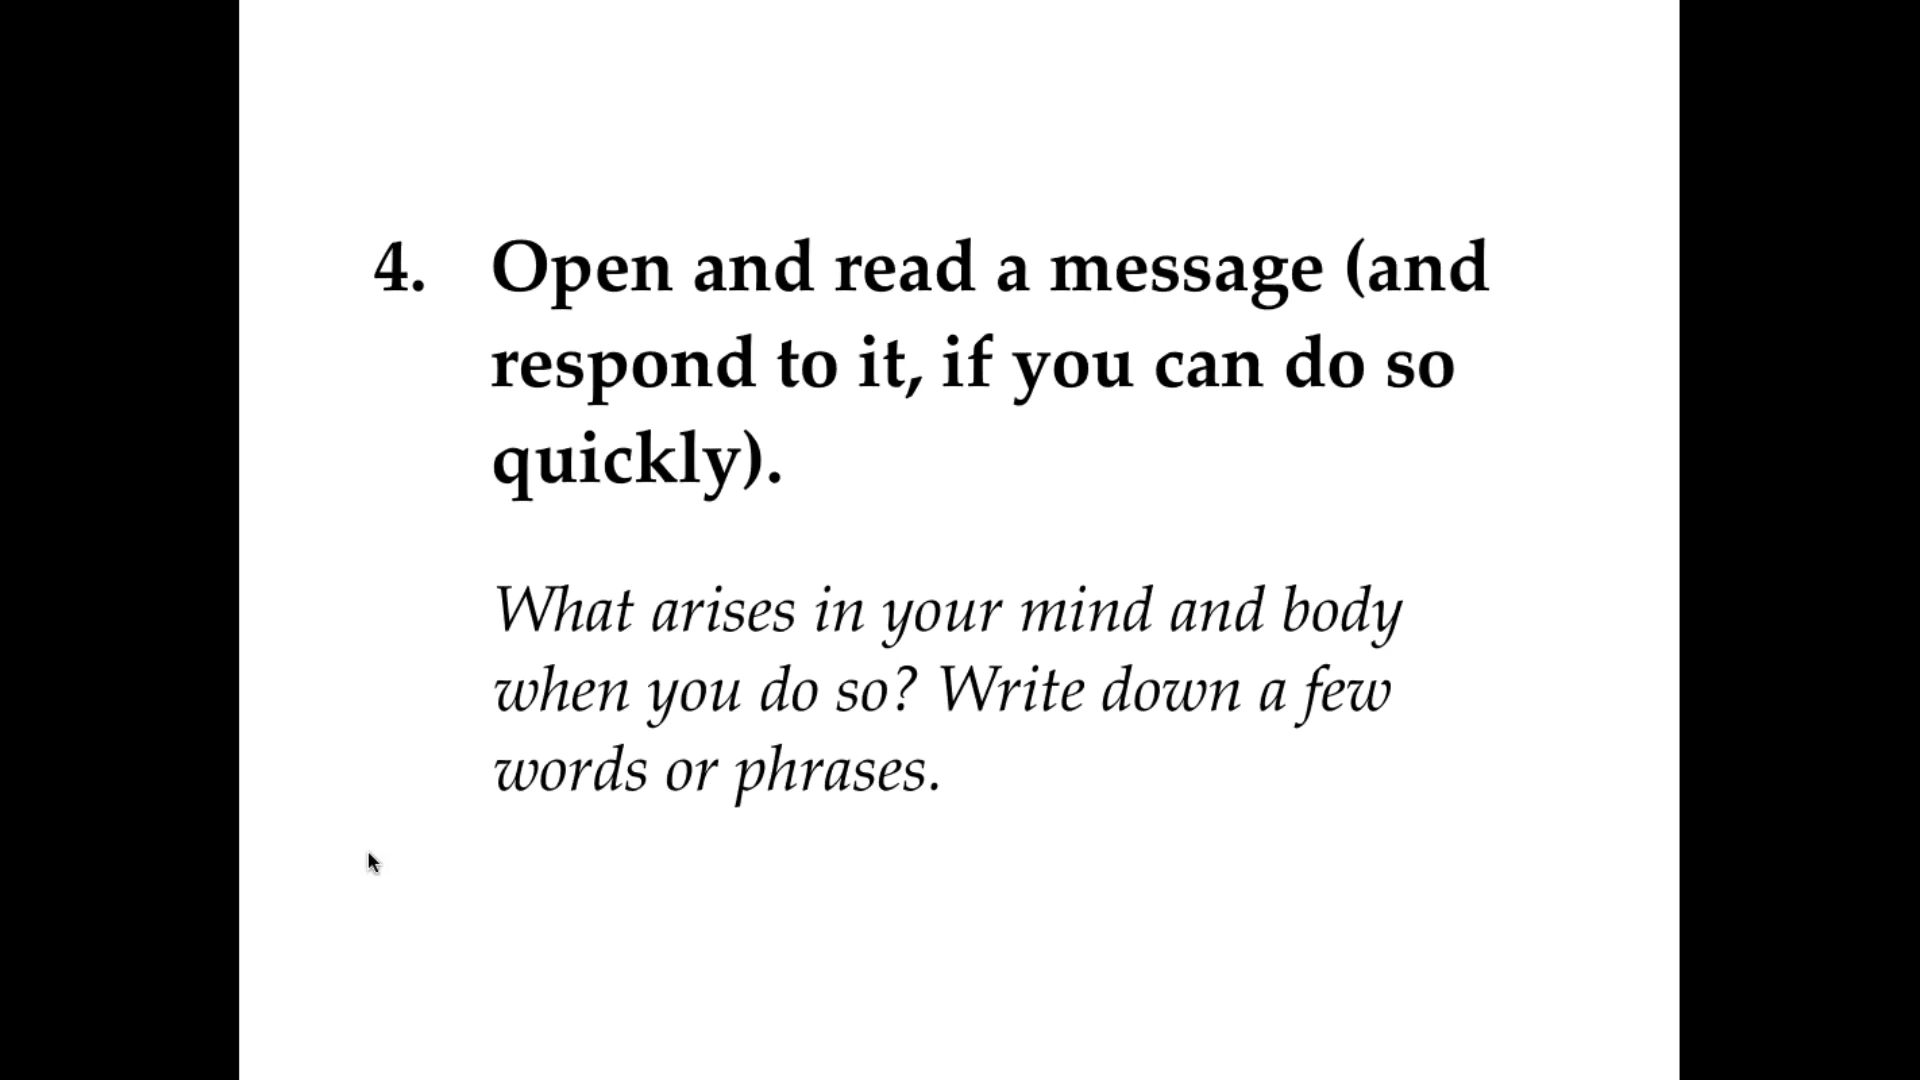 4. Open and read a message (and
respond to it, if you can do so
quickly).
What arises in your mind and body
when you do so? Write down a few
words or phrases.